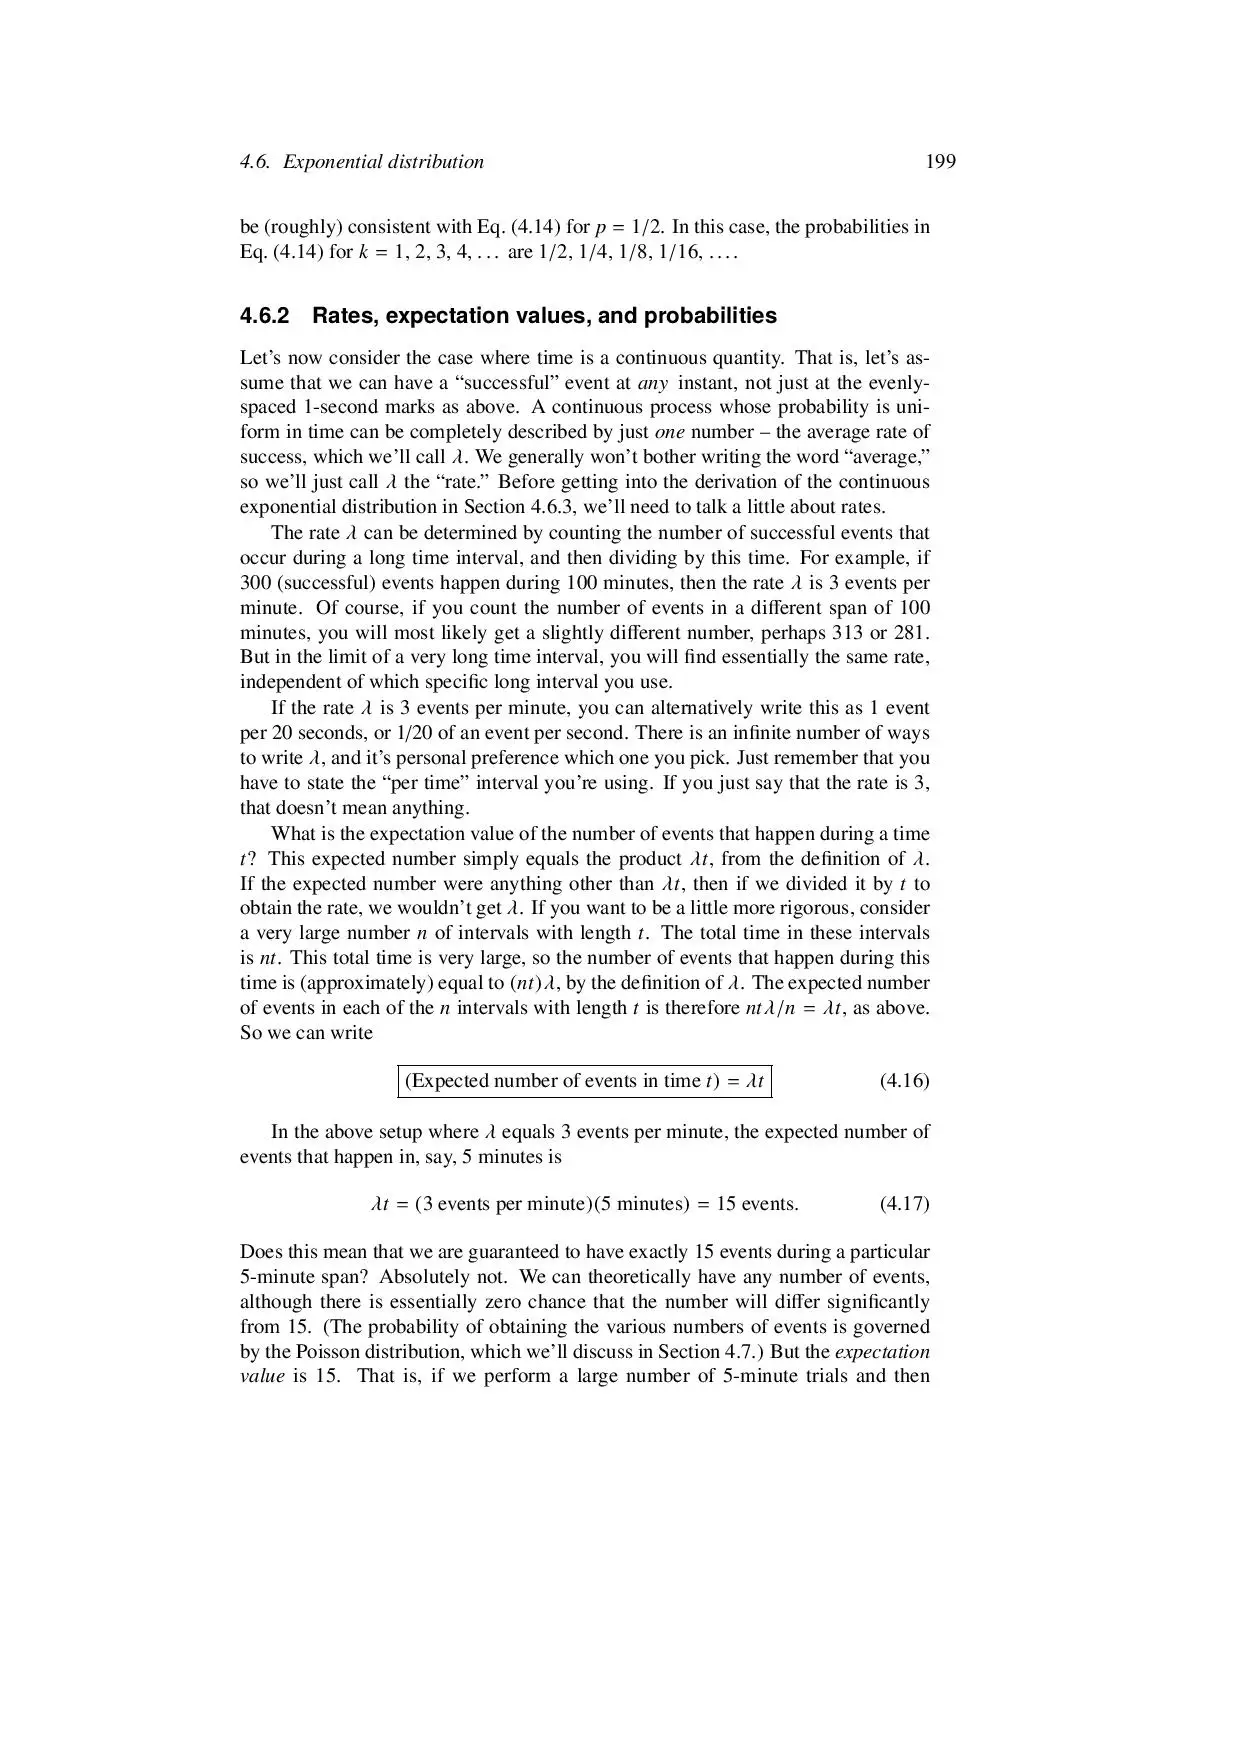 4.6. Exponential distribution 199
be (roughly) consistent with Eq. (4.14) for p = 1/2. In this case, the probabilities in
Eq. (4.14) for k = 1, 2, 3, 4, . . . are 1/2, 1/4, 1/8, 1/16, . . . .
4.6.2 Rates, expectation values, and probabilities
Let’s now consider the case where time is a continuous quantity. That is, let’s as-
sume that we can have a “successful” event at any instant, not just at the evenly-
spaced 1-second marks as above. A continuous process whose probability is uni-
form in time can be completely described by just one number – the average rate of
success, which we’ll call λ. We generally won’t bother writing the word “average,”
so we’ll just call λ the “rate.” Before getting into the derivation of the continuous
exponential distribution in Section 4.6.3, we’ll need to talk a little about rates.
The rate λ can be determined by counting the number of successful events that
occur during a long time interval, and then dividing by this time. For example, if
300 (successful) events happen during 100 minutes, then the rate λ is 3 events per
minute. Of course, if you count the number of events in a different span of 100
minutes, you will most likely get a slightly different number, perhaps 313 or 281.
But in the limit of a very long time interval, you will find essentially the same rate,
independent of which specific long interval you use.
If the rate λ is 3 events per minute, you can alternatively write this as 1 event
per 20 seconds, or 1/20 of an event per second. There is an infinite number of ways
to write λ, and it’s personal preference which one you pick. Just remember that you
have to state the “per time” interval you’re using. If you just say that the rate is 3,
that doesn’t mean anything.
What is the expectation value of the number of events that happen during a time
t? This expected number simply equals the product λt, from the definition of λ.
If the expected number were anything other than λt, then if we divided it by t to
obtain the rate, we wouldn’t get λ. If you want to be a little more rigorous, consider
a very large number n of intervals with length t. The total time in these intervals
is nt. This total time is very large, so the number of events that happen during this
time is (approximately) equal to (nt)λ, by the definition of λ. The expected number
of events in each of the n intervals with length t is therefore ntλ/n = λt, as above.
So we can write
(Expected number of events in time t) = λt (4.16)
In the above setup where λ equals 3 events per minute, the expected number of
events that happen in, say, 5 minutes is
λt = (3 events per minute)(5 minutes) = 15 events. (4.17)
Does this mean that we are guaranteed to have exactly 15 events during a particular
5-minute span? Absolutely not. We can theoretically have any number of events,
although there is essentially zero chance that the number will differ significantly
from 15. (The probability of obtaining the various numbers of events is governed
by the Poisson distribution, which we’ll discuss in Section 4.7.) But the expectation
value is 15. That is, if we perform a large number of 5-minute trials and then